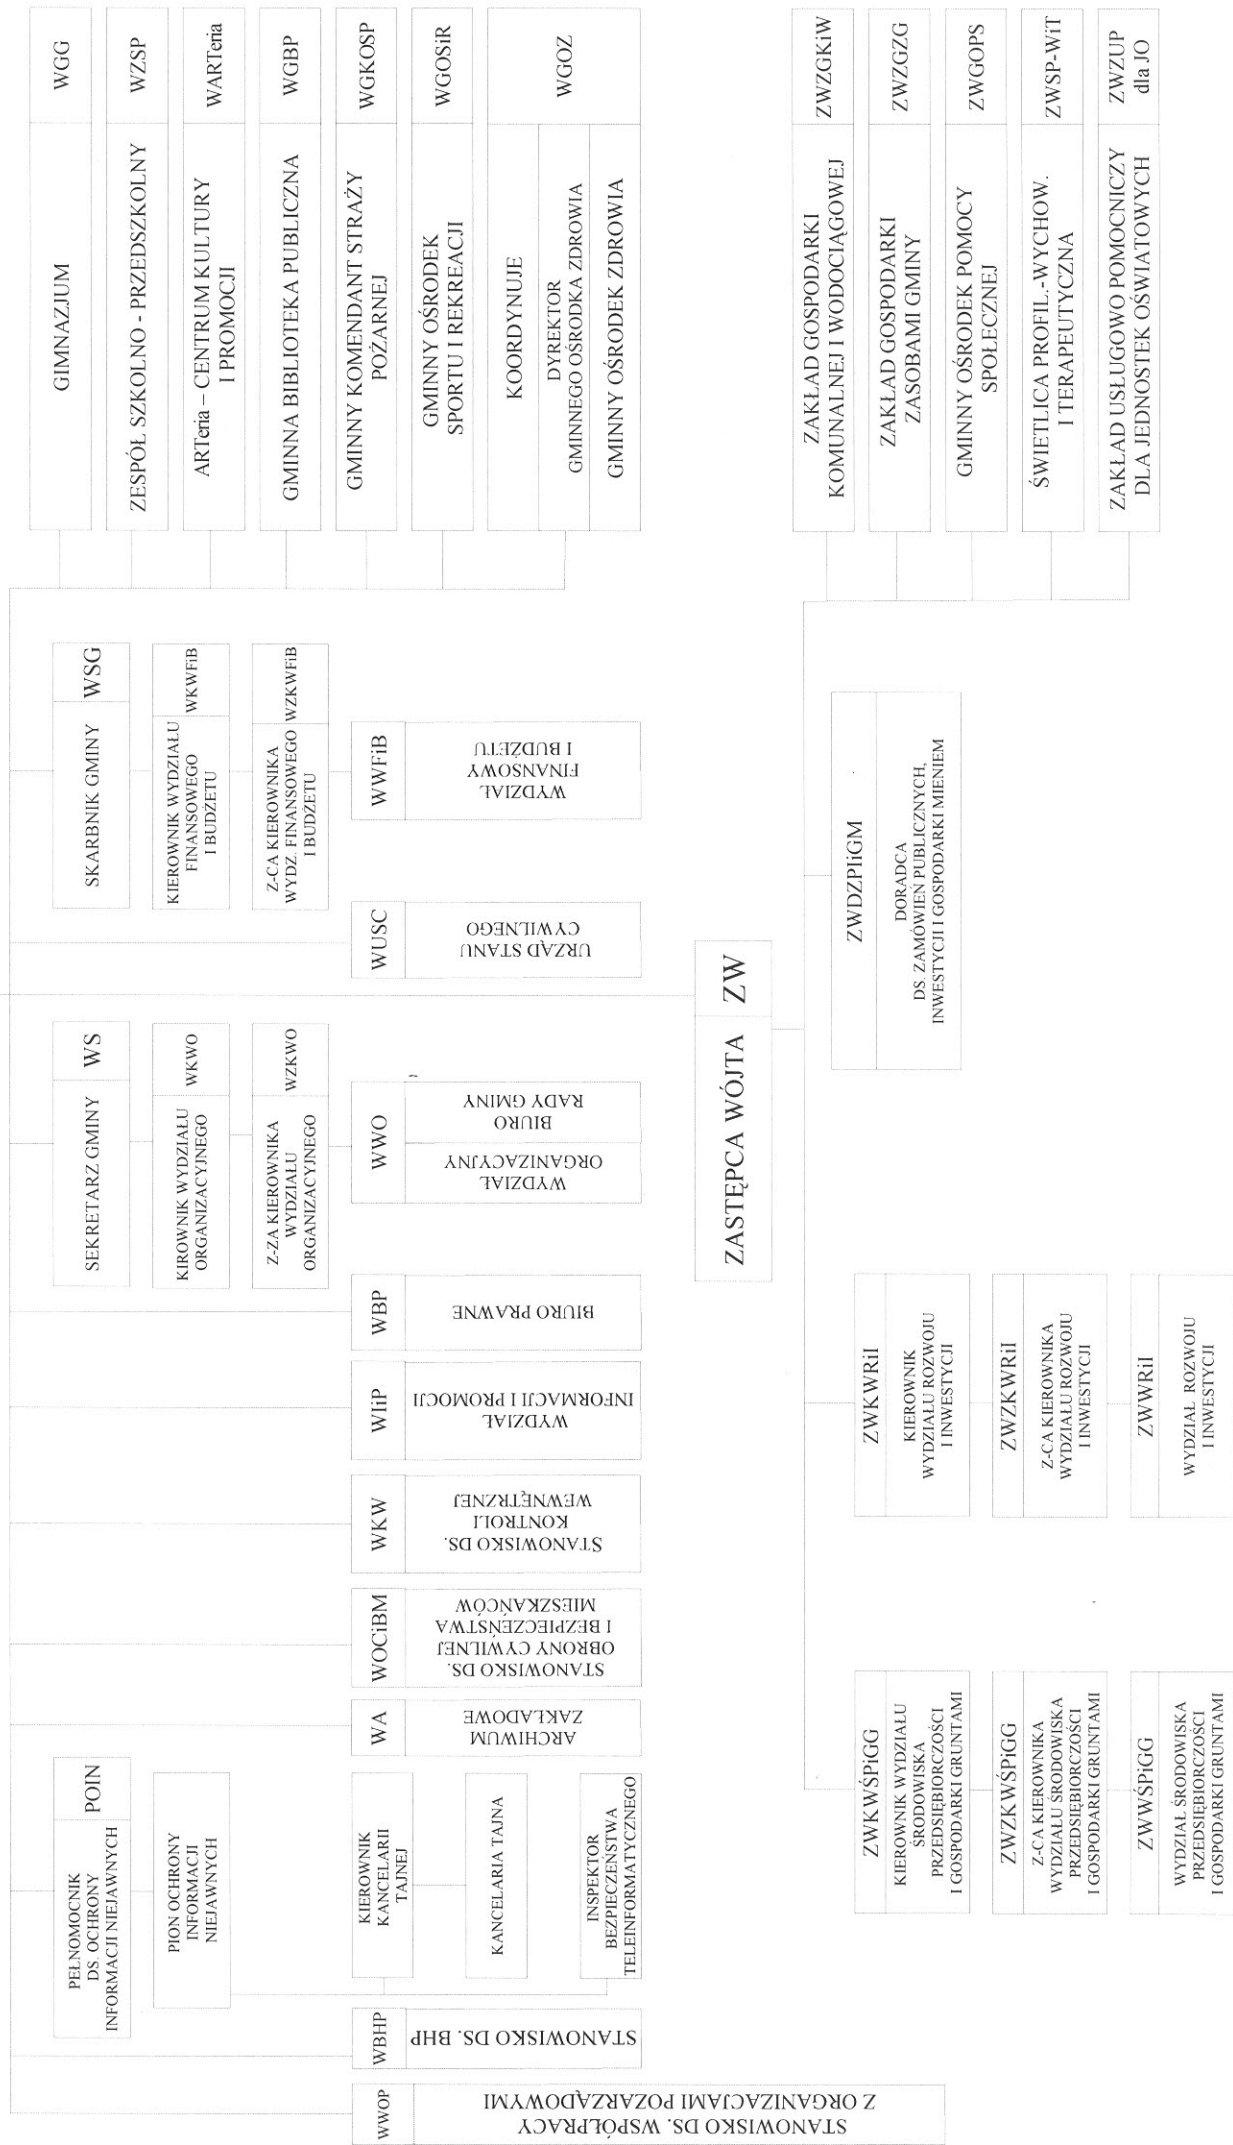 PEŁNOMOCNIK
DS. OCHRONY
INFORMACJI NIEJAWNYCH
POIN
SEKRETARZ GMINY
WS
SKARBNIK GMINY
WSG
GIMNAZJUM
WGG
PION OCHRONY
INFORMACJI
NIEJAWNYCH
KIROWNIK WYDZIAŁU
ORGANIZACYJNEGO
WKWO
KIEROWNIK WYDZIAŁU
FINANSOWEGO
I BUDŻETU
WKWFiB
ZESPÓŁ SZKOLNO - PRZEDSZKOLNY
WZSP
Z-ZA KIEROWNIKA
WYDZIAŁU
ORGANIZACYJNEGO
WZKWO
Z-CA KIEROWNIKA
WYDZ. FINANSOWEGO
I BUDŻETU
WZKWFiB
ARTeria – CENTRUM KULTURY
I PROMOCJI
WARTeria
GMINNA BIBLIOTEKA PUBLICZNA
WGBP
GMINNY KOMENDANT STRAŻY
POŻARNEJ
WGKOSP
GMINNY OŚRODEK
SPORTU I REKREACJI
WGOSiR
KOORDYNUJE
DYREKTOR
GMINNEGO OŚRODKA ZDROWIA
GMINNY OŚRODEK ZDROWIA
WGOZ
WWOP
STANOWISKO DS. WSPÓŁPRACY
Z ORGANIZACJAMI POZARZĄDOWYMI
WBHP
STANOWISKO DS. BHP
KIEROWNIK
KANCELARII
TAJNEJ
KANCELARIA TAJNA
INSPEKTOR
BEZPIECZEŃSTWA
TELEINFORMATYCZNEGO
WA
ARCHIWUM
ZAKŁADOWE
WOCiBM
STANOWISKO DS.
OBRONY CYWILNEJ
I BEZPIECZEŃSTWA
MIESZKAŃCÓW
WKW
STANOWISKO DS.
KONTROLI
WEWNĘTRZNEJ
WIiP
WYDZIAŁ
INFORMACJI I PROMOCJI
WBP
BIURO PRAWNE
WWO
WYDZIAŁ
ORGANIZACYJNY
BIURO
RADY GMINY
WUSC
URZĄD STANU
CYWILNEGO
WWFiB
WYDZIAŁ
FINANSOWY
I BUDŻETU
ZASTĘPCA WÓJTA
ZW
ZWKWŚPiGG
KIEROWNIK WYDZIAŁU
ŚRODOWISKA
PRZEDSIĘBIORCZOŚCI
I GOSPODARKI GRUNTAMI
ZWZKWŚPiGG
Z-CA KIEROWNIKA
WYDZIAŁU ŚRODOWISKA
PRZEDSIĘBIORCZOŚCI
I GOSPODARKI GRUNTAMI
ZWWŚPiGG
WYDZIAŁ ŚRODOWISKA
PRZEDSIĘBIORCZOŚCI
I GOSPODARKI GRUNTAMI
ZWKWRiI
KIEROWNIK
WYDZIAŁU ROZWOJU
I INWESTYCJI
ZWZKWRiI
Z-CA KIEROWNIKA
WYDZIAŁU ROZWOJU
I INWESTYCJI
ZWWRiI
WYDZIAŁ ROZWOJU
I INWESTYCJI
ZWDZPIiGM
DORADCA
DS. ZAMÓWIEŃ PUBLICZNYCH,
INWESTYCJI I GOSPODARKI MIENIEM
ZAKŁAD GOSPODARKI
KOMUNALNEJ I WODOCIĄGOWEJ
ZWZGKiW
ZAKŁAD GOSPODARKI
ZASOBAMI GMINY
ZWZGZG
GMINNY OŚRODEK POMOCY
SPOŁECZNEJ
ZWGOPS
ŚWIETLICA PROFIL.-WYCHOW.
I TERAPEUTYCZNA
ZWSP-WiT
ZAKŁAD USŁUGOWO POMOCNICZY
DLA JEDNOSTEK OŚWIATOWYCH
ZWZUP
dla JO